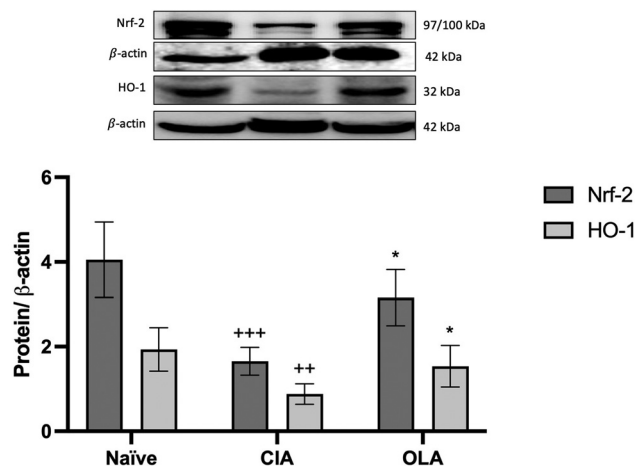 Nrf-2
97/100 kDa
β-actin
42 kDa
HO-1
32 kDa
β-actin
42 kDa
6
4
2
0
Protein/ β-actin
+++
++
*
*
Naïve
CIA
OLA
Nrf-2
HO-1